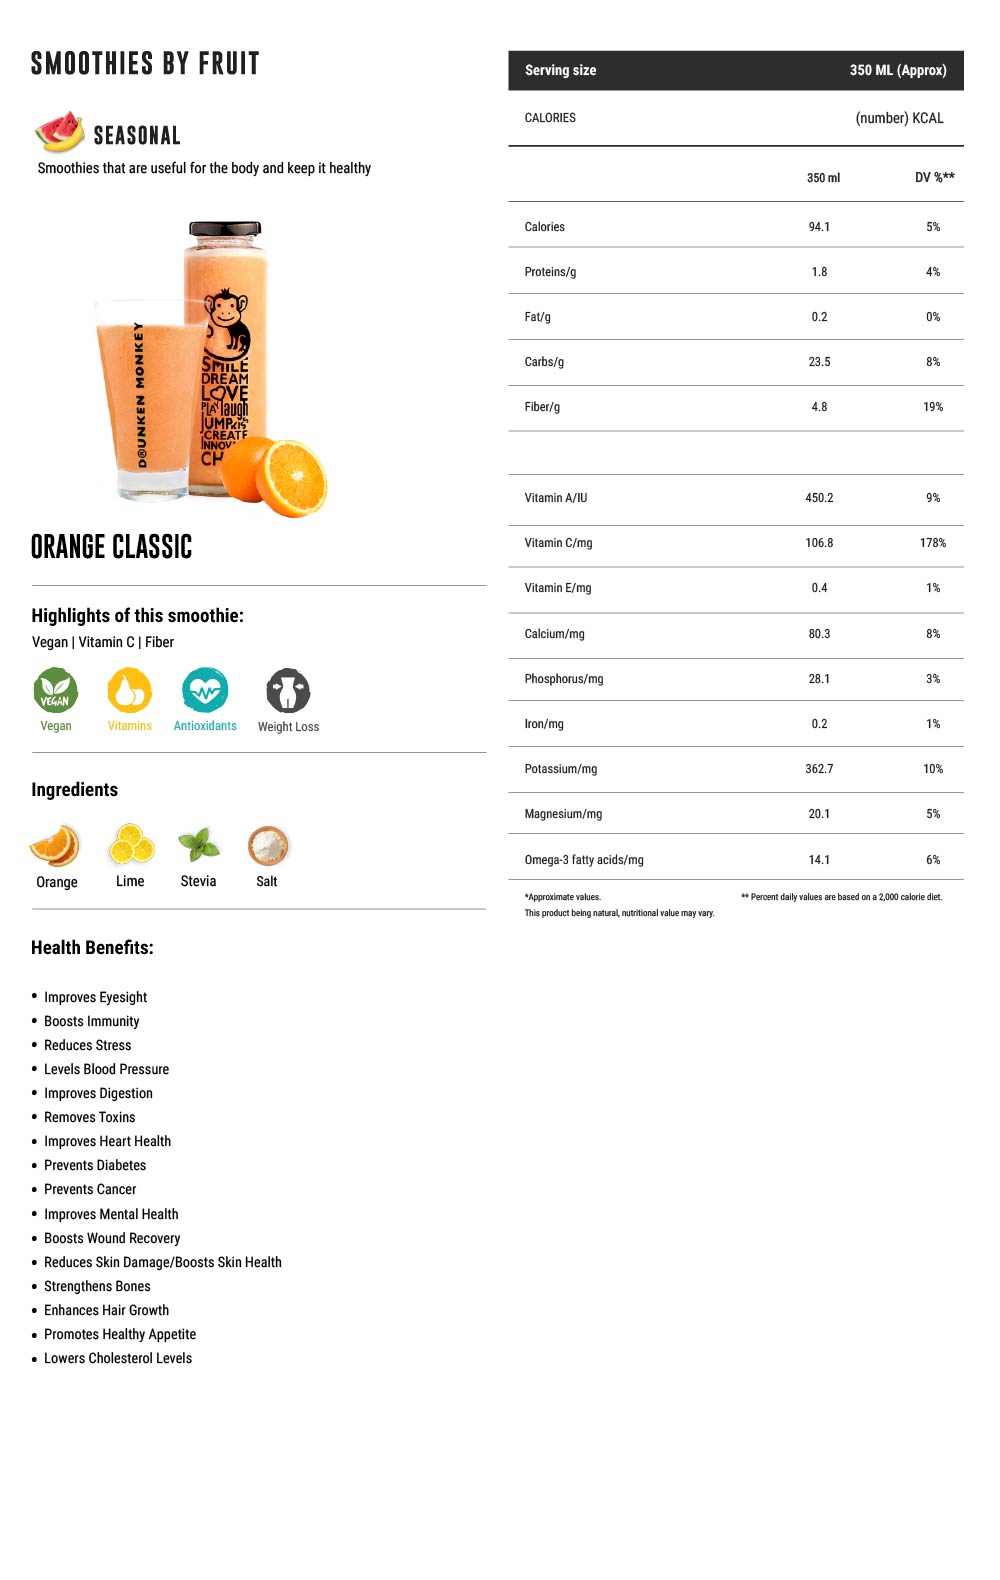 SMOOTHIES BY FRUIT
SEASONAL
Smoothies that are useful for the body and keep it healthy
SMILE
DREAM
LOVE
PLAY laugh
JUMP KISS
CREATE
INNOV
CH
DRUNKEN MONKEY
ORANGE CLASSIC
Highlights of this smoothie:
Vegan | Vitamin C | Fiber
VEGAN
Vegan Vitamins Antioxidants Weight Loss
Ingredients
Orange Lime Stevia Salt
Health Benefits:
• Improves Eyesight
• Boosts Immunity
• Reduces Stress
• Levels Blood Pressure
• Improves Digestion
• Removes Toxins
• Improves Heart Health
• Prevents Diabetes
• Prevents Cancer
• Improves Mental Health
• Boosts Wound Recovery
• Reduces Skin Damage/Boosts Skin Health
• Strengthens Bones
• Enhances Hair Growth
• Promotes Healthy Appetite
• Lowers Cholesterol Levels
Serving size 350 ML (Approx)
CALORIES (number) KCAL
350 ml DV %**
Calories 94.1 5%
Proteins/g 1.8 4%
Fat/g 0.2 0%
Carbs/g 23.5 8%
Fiber/g 4.8 19%
Vitamin A/IU 450.2 9%
Vitamin C/mg 106.8 178%
Vitamin E/mg 0.4 1%
Calcium/mg 80.3 8%
Phosphorus/mg 28.1 3%
Iron/mg 0.2 1%
Potassium/mg 362.7 10%
Magnesium/mg 20.1 5%
Omega-3 fatty acids/mg 14.1 6%
*Approximate values. ** Percent daily values are based on a 2,000 calorie diet.
This product being natural, nutritional value may vary.